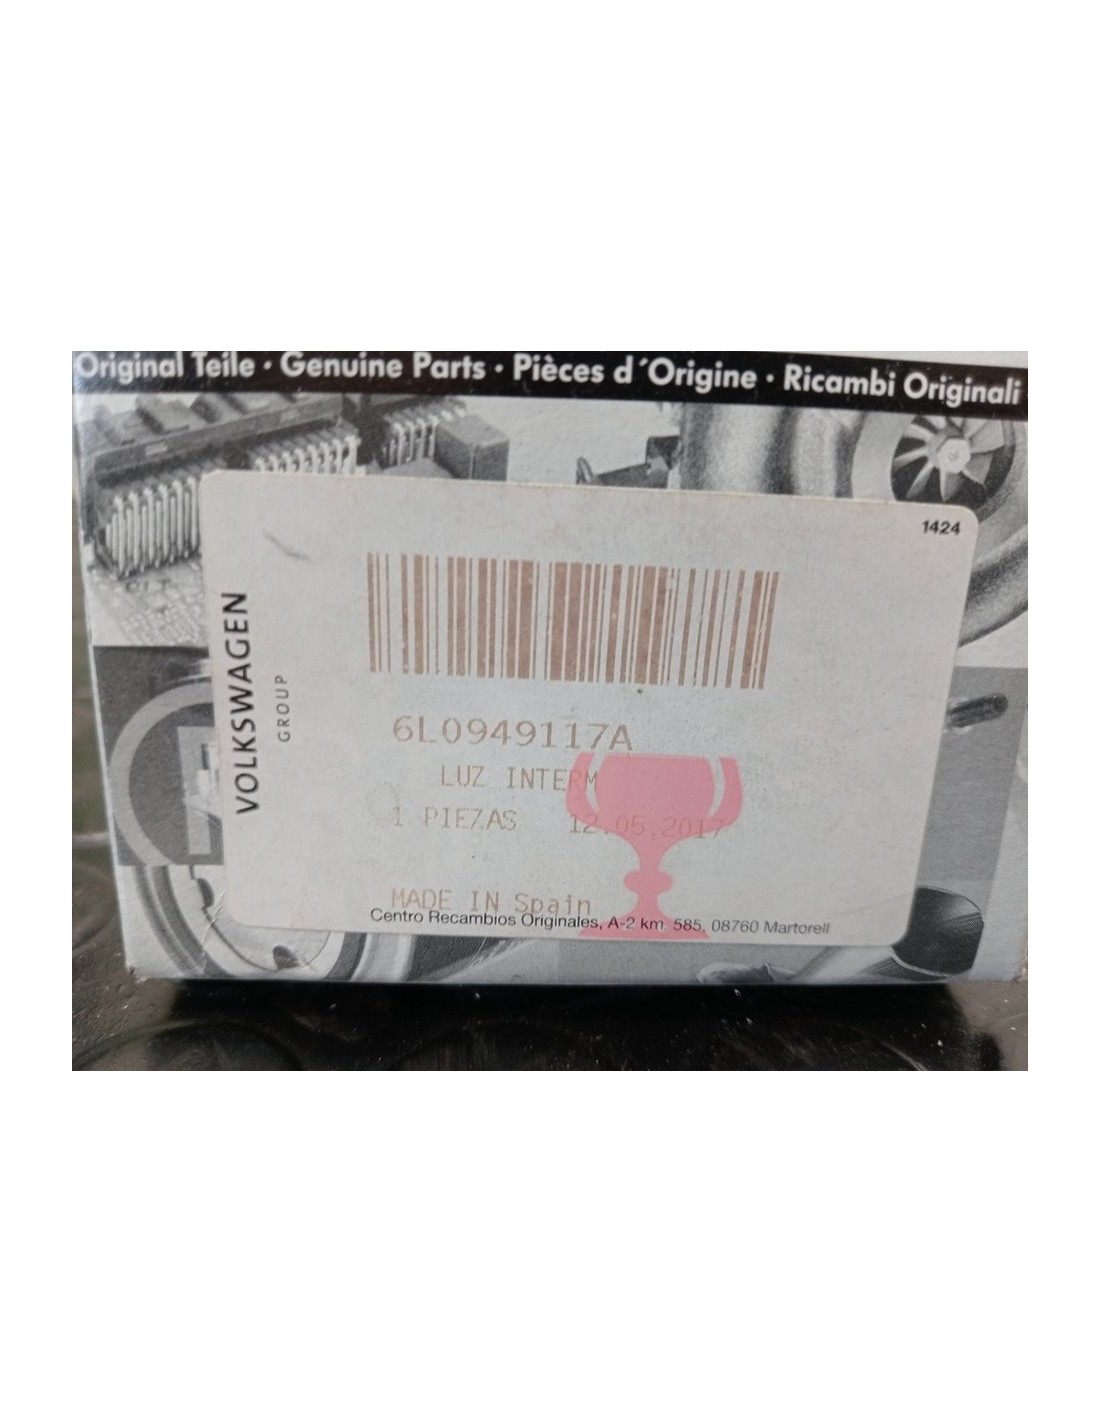 Original Teile · Genuine Parts · Pièces d´Origine · Ricambi Originali
1424
VOLKSWAGEN
GROUP
6L0949117A
LUZ INTERM
1 PIEZAS 12.05.2017
MADE IN Spain
Centro Recambios Originales, A-2 km. 585, 08760 Martorell